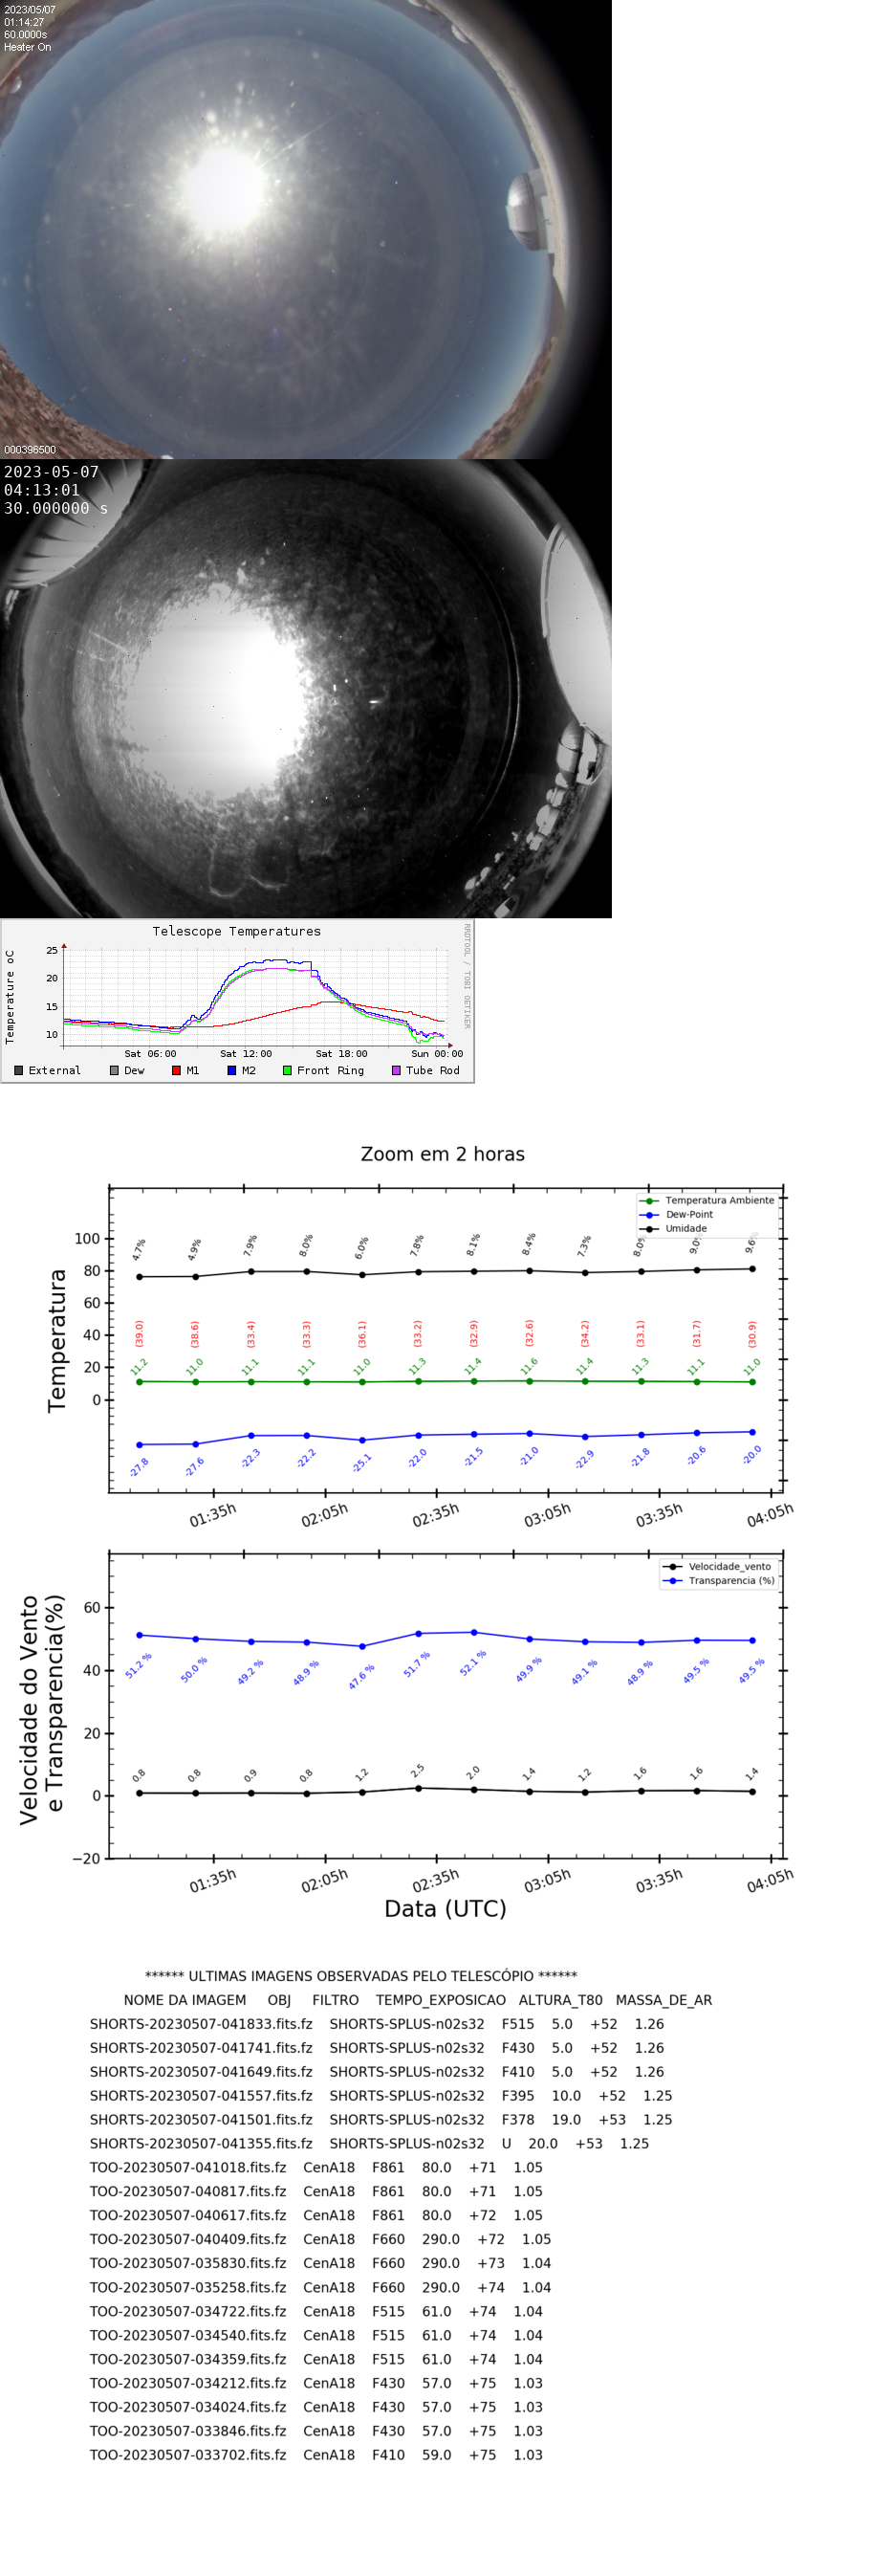 2023/05/07
01:14:27
60.0000s
Heater On
000396500
2023-05-07
04:13:01
30.000000 s
Telescope Temperatures
Temperature oC
RRDTOOL / TOBI OETIKER
25
20
15
10
Sat 06:00 Sat 12:00 Sat 18:00 Sun 00:00
External Dew M1 M2 Front Ring Tube Rod
Zoom em 2 horas
Temperatura
Temperatura Ambiente
Dew-Point
Umidade
100
80
60
40
20
0
4.7% 4.9% 7.9% 8.0% 6.0% 7.8% 8.1% 8.4% 7.3% 8.0% 9.0% 9.6%
(39.0) (38.6) (33.4) (33.3) (36.1) (33.2) (32.9) (32.6) (34.2) (33.1) (31.7) (30.9)
11.2 11.0 11.1 11.1 11.0 11.3 11.4 11.6 11.4 11.3 11.1 11.0
-27.8 -27.6 -22.3 -22.2 -25.1 -22.0 -21.5 -21.0 -22.9 -21.8 -20.6 -20.0
01:35h 02:05h 02:35h 03:05h 03:35h 04:05h
Velocidade do Vento
e Transparencia(%)
Velocidade_vento
Transparencia (%)
60
40
20
0
−20
51.2 % 50.0 % 49.2 % 48.9 % 47.6 % 51.7 % 52.1 % 49.9 % 49.1 % 48.9 % 49.5 % 49.5 %
0.8 0.8 0.9 0.8 1.2 2.5 2.0 1.4 1.2 1.6 1.6 1.4
01:35h 02:05h 02:35h 03:05h 03:35h 04:05h
Data (UTC)
****** ULTIMAS IMAGENS OBSERVADAS PELO TELESCÓPIO ******
NOME DA IMAGEM OBJ FILTRO TEMPO_EXPOSICAO ALTURA_T80 MASSA_DE_AR
SHORTS-20230507-041833.fits.fz SHORTS-SPLUS-n02s32 F515 5.0 +52 1.26
SHORTS-20230507-041741.fits.fz SHORTS-SPLUS-n02s32 F430 5.0 +52 1.26
SHORTS-20230507-041649.fits.fz SHORTS-SPLUS-n02s32 F410 5.0 +52 1.26
SHORTS-20230507-041557.fits.fz SHORTS-SPLUS-n02s32 F395 10.0 +52 1.25
SHORTS-20230507-041501.fits.fz SHORTS-SPLUS-n02s32 F378 19.0 +53 1.25
SHORTS-20230507-041355.fits.fz SHORTS-SPLUS-n02s32 U 20.0 +53 1.25
TOO-20230507-041018.fits.fz CenA18 F861 80.0 +71 1.05
TOO-20230507-040817.fits.fz CenA18 F861 80.0 +71 1.05
TOO-20230507-040617.fits.fz CenA18 F861 80.0 +72 1.05
TOO-20230507-040409.fits.fz CenA18 F660 290.0 +72 1.05
TOO-20230507-035830.fits.fz CenA18 F660 290.0 +73 1.04
TOO-20230507-035258.fits.fz CenA18 F660 290.0 +74 1.04
TOO-20230507-034722.fits.fz CenA18 F515 61.0 +74 1.04
TOO-20230507-034540.fits.fz CenA18 F515 61.0 +74 1.04
TOO-20230507-034359.fits.fz CenA18 F515 61.0 +74 1.04
TOO-20230507-034212.fits.fz CenA18 F430 57.0 +75 1.03
TOO-20230507-034024.fits.fz CenA18 F430 57.0 +75 1.03
TOO-20230507-033846.fits.fz CenA18 F430 57.0 +75 1.03
TOO-20230507-033702.fits.fz CenA18 F410 59.0 +75 1.03